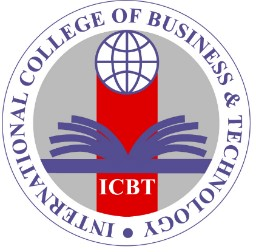 INTERNATIONAL COLLEGE OF BUSINESS & TECHNOLOGY
ICBT